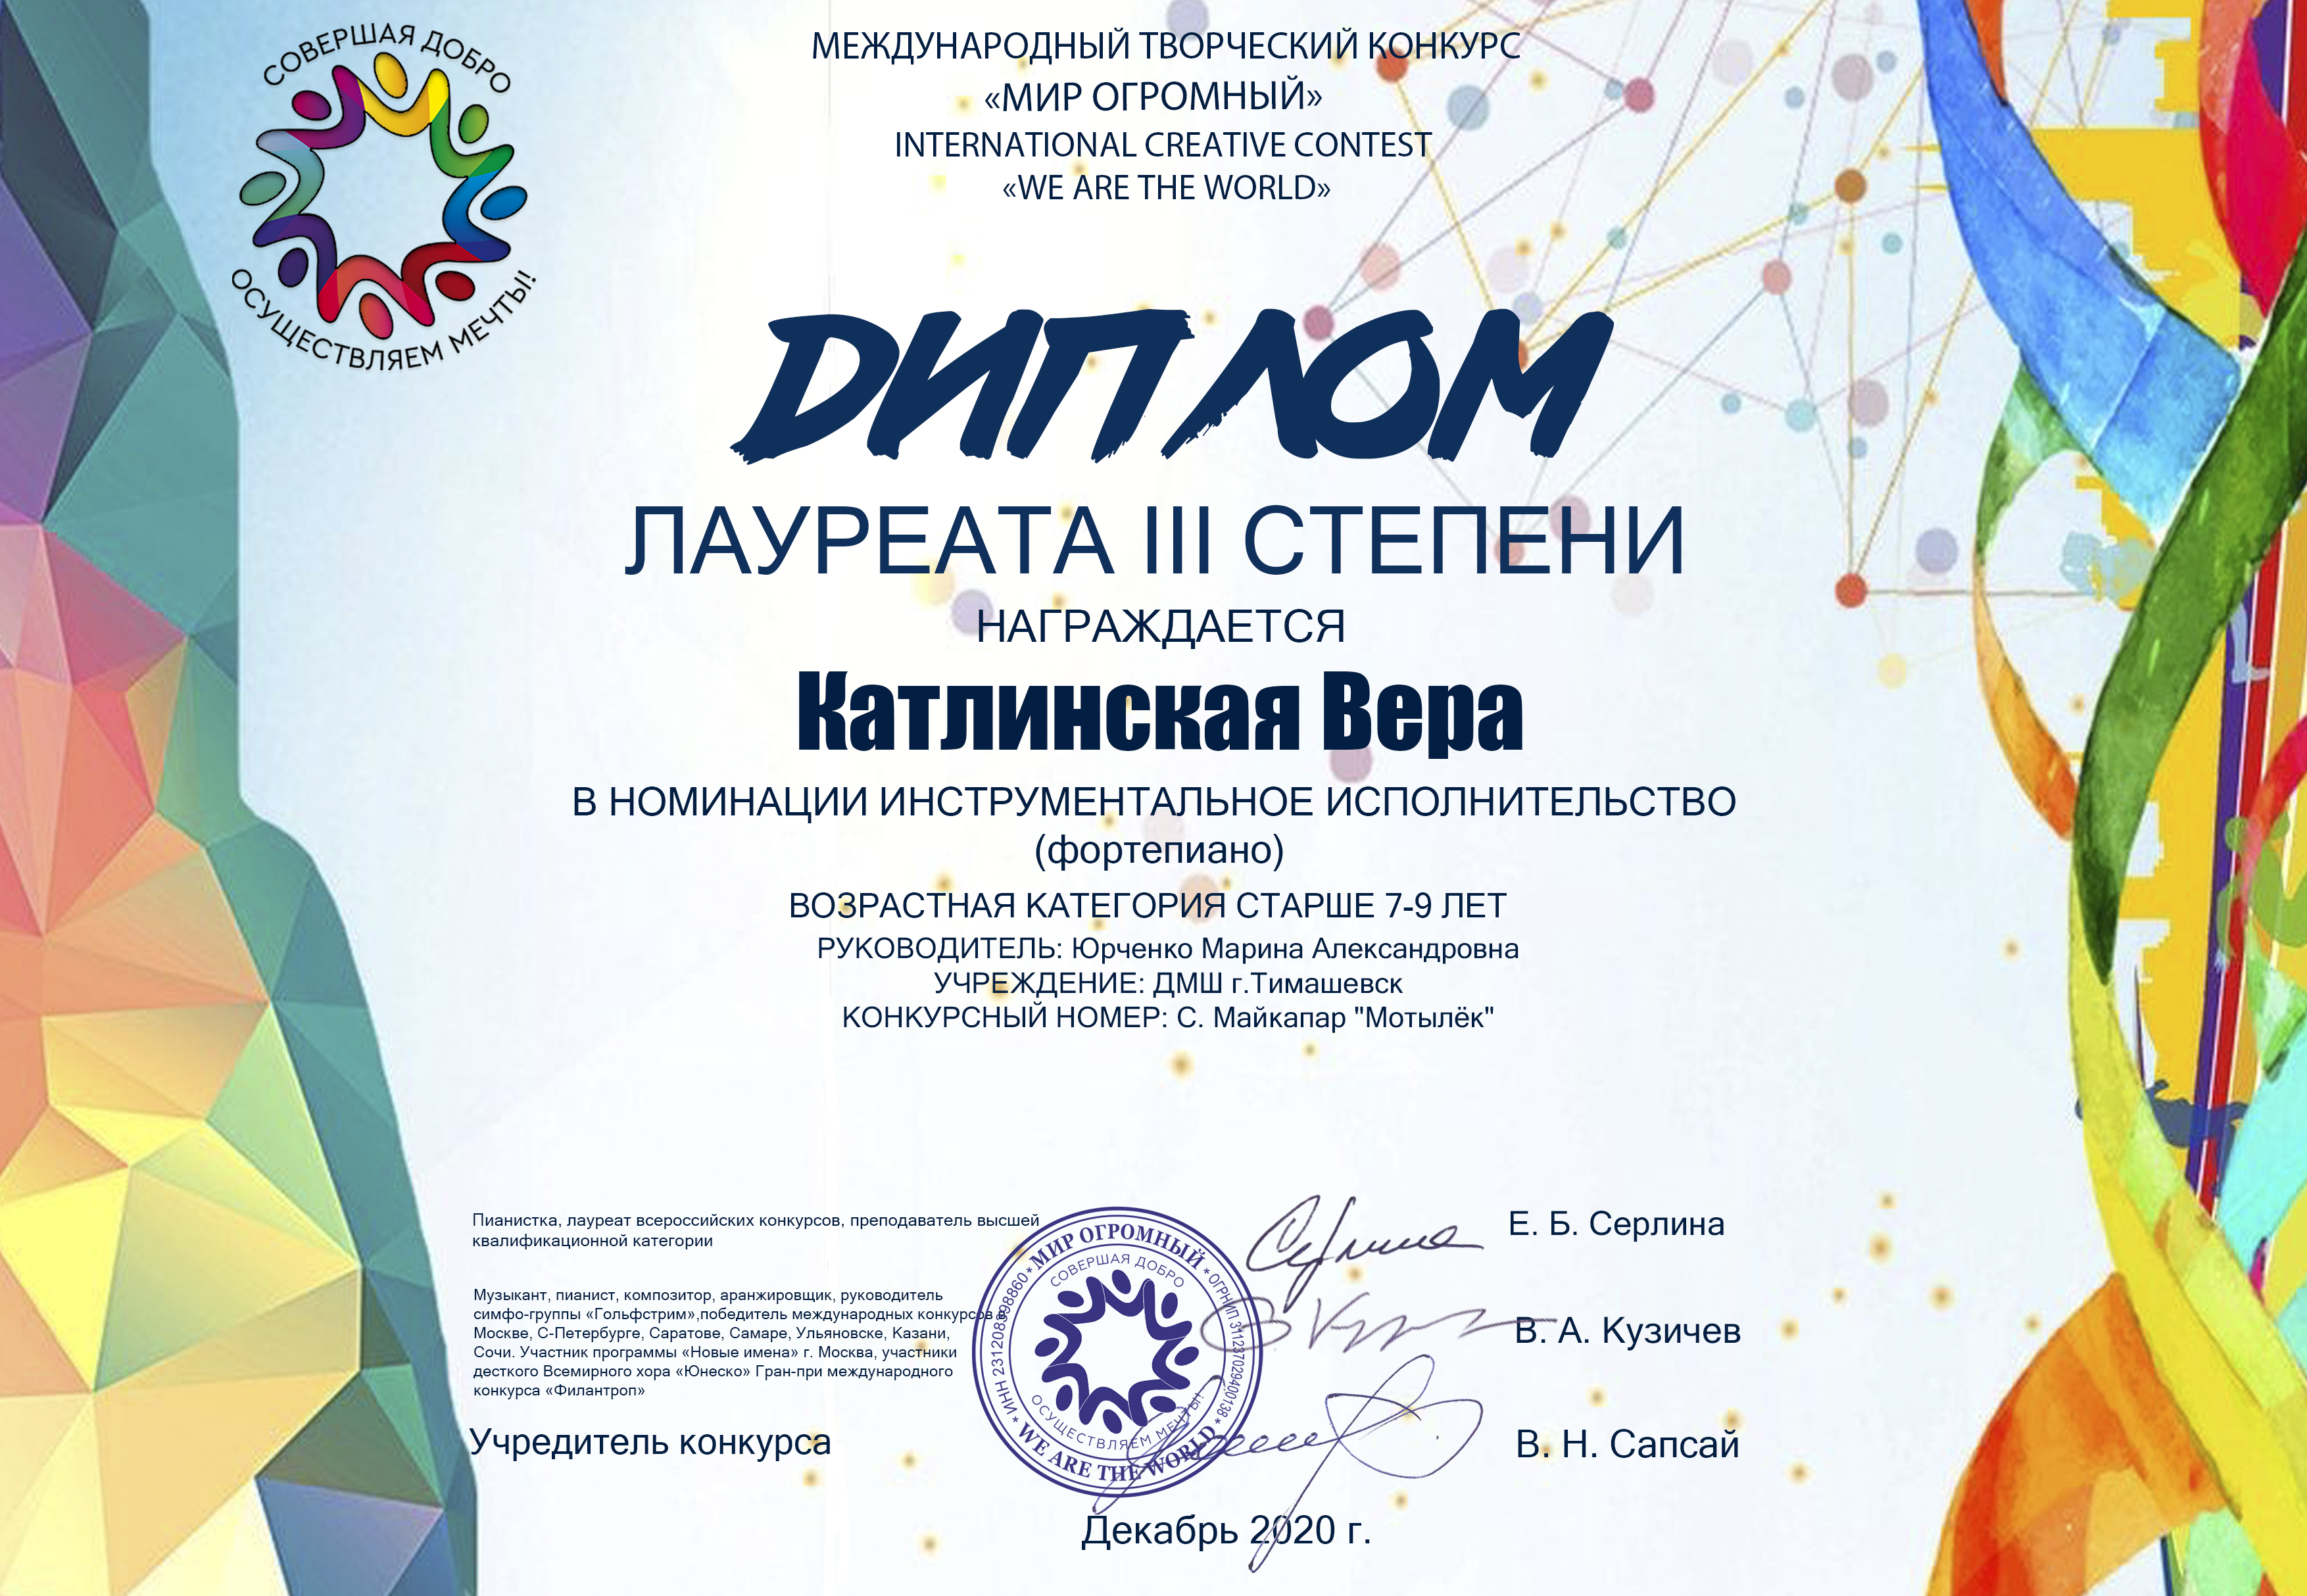 СОВЕРШАЯ ДОБРО
ОСУЩЕСТВЛЯЕМ МЕЧТЫ!
МЕЖДУНАРОДНЫЙ ТВОРЧЕСКИЙ КОНКУРС
«МИР ОГРОМНЫЙ»
INTERNATIONAL CREATIVE CONTEST
«WE ARE THE WORLD»
ДИПЛОМ
ЛАУРЕАТА III СТЕПЕНИ
НАГРАЖДАЕТСЯ
Катлинская Вера
В НОМИНАЦИИ ИНСТРУМЕНТАЛЬНОЕ ИСПОЛНИТЕЛЬСТВО
(фортепиано)
ВОЗРАСТНАЯ КАТЕГОРИЯ СТАРШЕ 7-9 ЛЕТ
РУКОВОДИТЕЛЬ: Юрченко Марина Александровна
УЧРЕЖДЕНИЕ: ДМШ г.Тимашевск
КОНКУРСНЫЙ НОМЕР: С. Майкапар "Мотылёк"
Пианистка, лауреат всероссийских конкурсов, преподаватель высшей
квалификационной категории
Е. Б. Серлина
Музыкант, пианист, композитор, аранжировщик, руководитель
симфо-группы «Гольфстрим»,победитель международных конкурсов в
Москве, С-Петербурге, Саратове, Самаре, Ульяновске, Казани,
Сочи. Участник программы «Новые имена» г. Москва, участники
десткого Всемирного хора «Юнеско» Гран-при международного
конкурса «Филантроп»
В. А. Кузичев
Учредитель конкурса
В. Н. Сапсай
* МИР ОГРОМНЫЙ *
СОВЕРШАЯ ДОБРО
ОСУЩЕСТВЛЯЕМ МЕЧТЫ!
* WE ARE THE WORLD *
ИНН
ОГРНИП
Декабрь 2020 г.